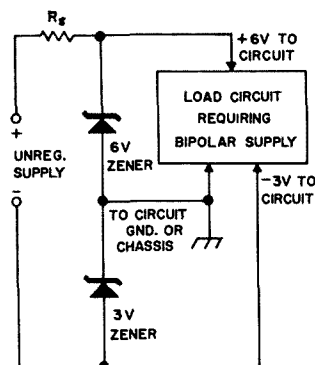 Rs
+6V TO
CIRCUIT
LOAD CIRCUIT
REQUIRING
BIPOLAR SUPPLY
+
UNREG.
SUPPLY
-
6V
ZENER
-3V TO
CIRCUIT
TO CIRCUIT
GND. OR
CHASSIS
3V
ZENER